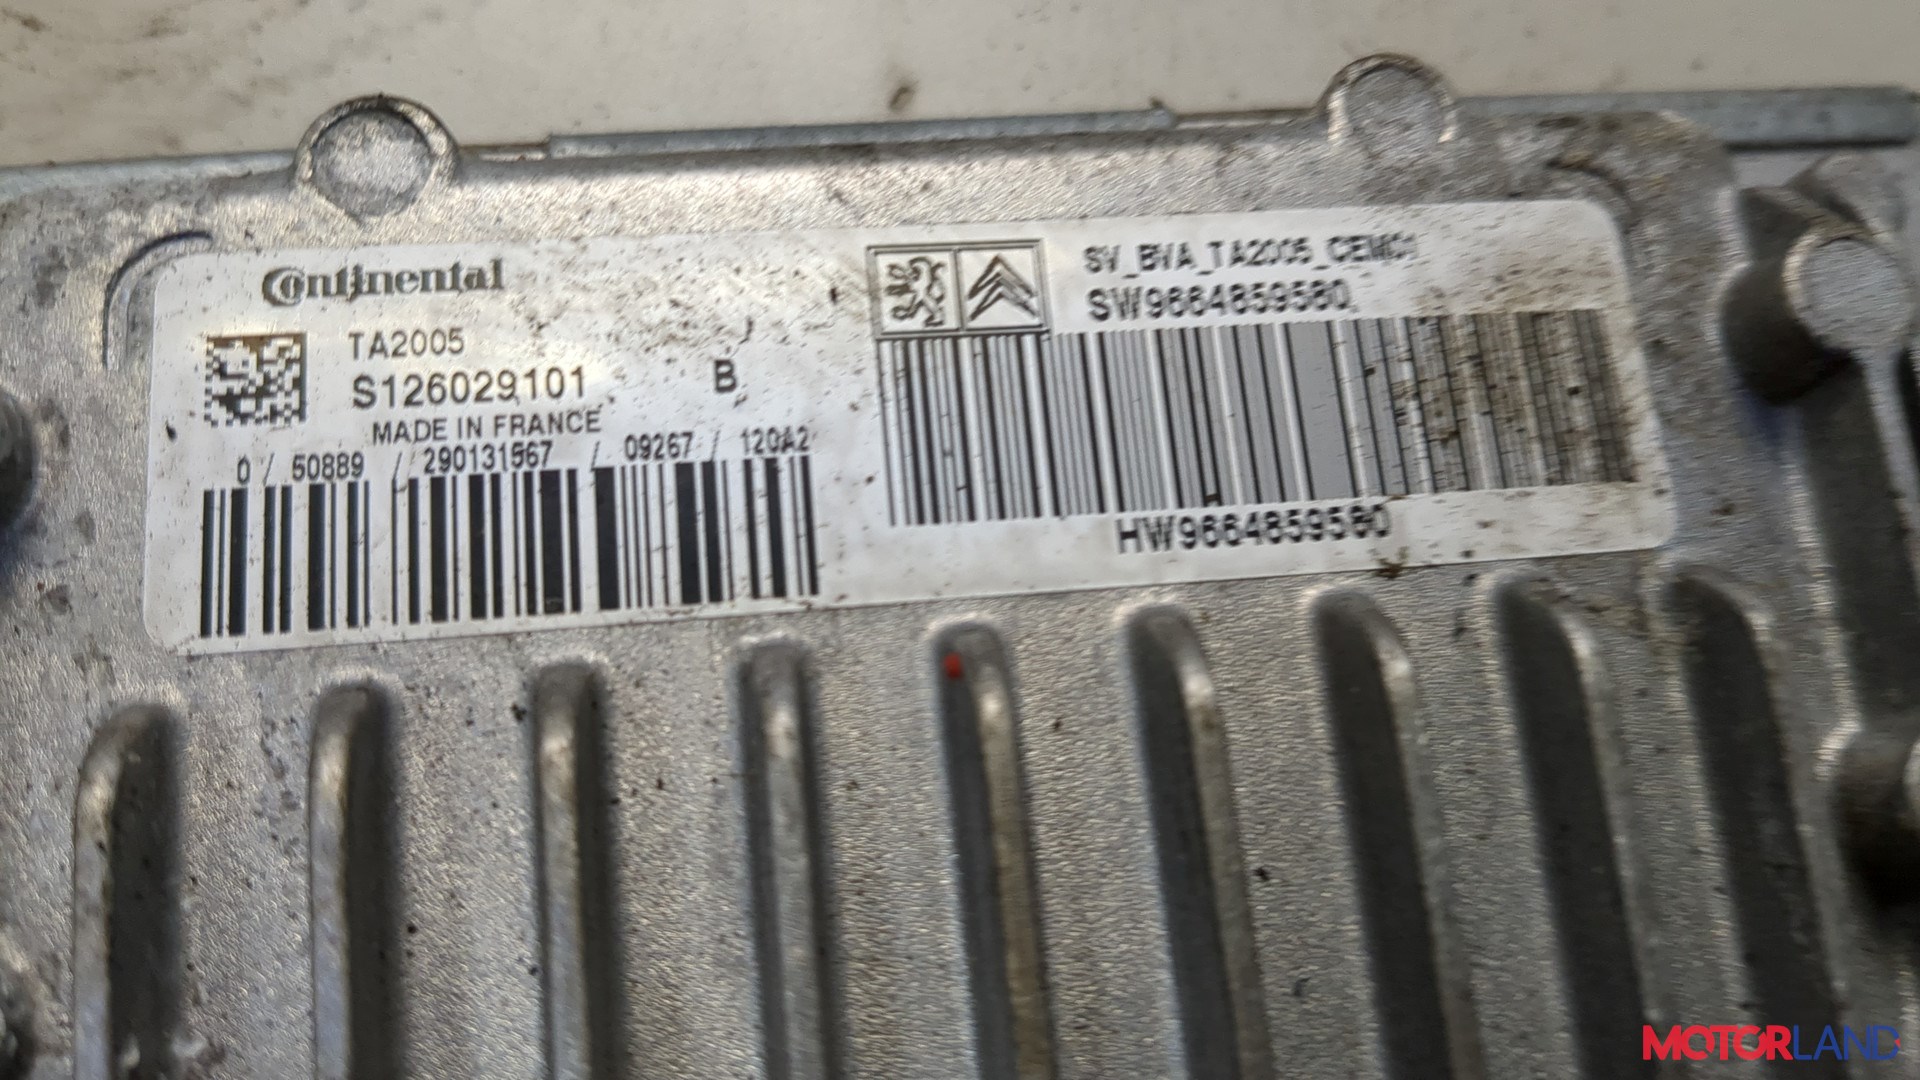 Continental
TA2005
S126029101
B
MADE IN FRANCE
0 / 50889 / 290131567 / 09267 / 120A2
SV_BVA_TA2005_CEMC1
SW9664859580
HW9664859580
MOTORLAND